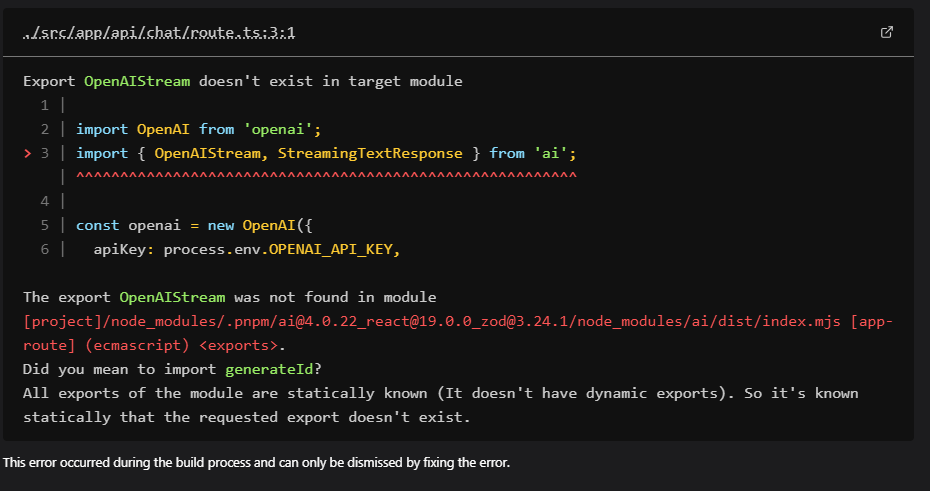 ./src/app/api/chat/route.ts:3:1
Export OpenAIStream doesn't exist in target module
1 |
2 | import OpenAI from 'openai';
> 3 | import { OpenAIStream, StreamingTextResponse } from 'ai';
| ^^^^^^^^^^^^^^^^^^^^^^^^^^^^^^^^^^^^^^^^^^^^^^^^^^^^^^^^^
4 |
5 | const openai = new OpenAI({
6 |   apiKey: process.env.OPENAI_API_KEY,
The export OpenAIStream was not found in module
[project]/node_modules/.pnpm/ai@4.0.22_react@19.0.0_zod@3.24.1/node_modules/ai/dist/index.mjs [app-
route] (ecmascript) <exports>.
Did you mean to import generateId?
All exports of the module are statically known (It doesn't have dynamic exports). So it's known
statically that the requested export doesn't exist.
This error occurred during the build process and can only be dismissed by fixing the error.